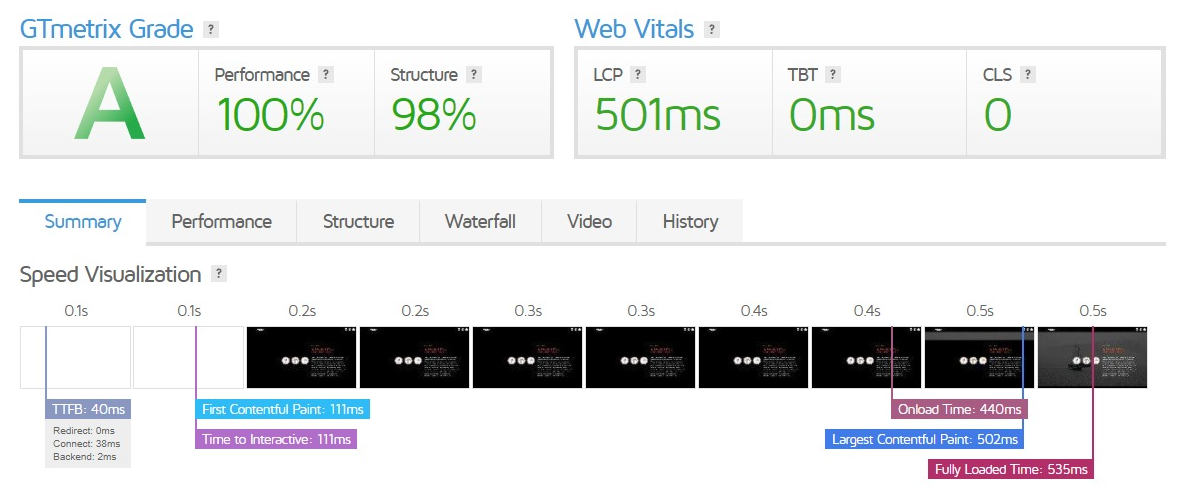 GTmetrix Grade ?
Web Vitals ?
A
Performance ?
100%
Structure ?
98%
LCP ?
501ms
TBT ?
0ms
CLS ?
0
Summary Performance Structure Waterfall Video History
Speed Visualization ?
0.1s 0.1s 0.2s 0.2s 0.3s 0.3s 0.4s 0.4s 0.5s 0.5s
TTFB: 40ms
Redirect: 0ms
Connect: 38ms
Backend: 2ms
First Contentful Paint: 111ms
Time to Interactive: 111ms
Onload Time: 440ms
Largest Contentful Paint: 502ms
Fully Loaded Time: 535ms